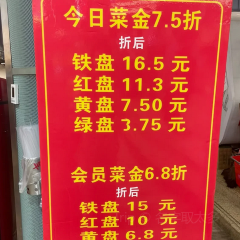 今日菜金7.5折
折后
铁盘 16.5 元
红盘 11.3 元
黄盘 7.50 元
绿盘 3.75 元
会员菜金6.8折
折后
铁盘 15 元
红盘 10 元
黄盘 6.8 元